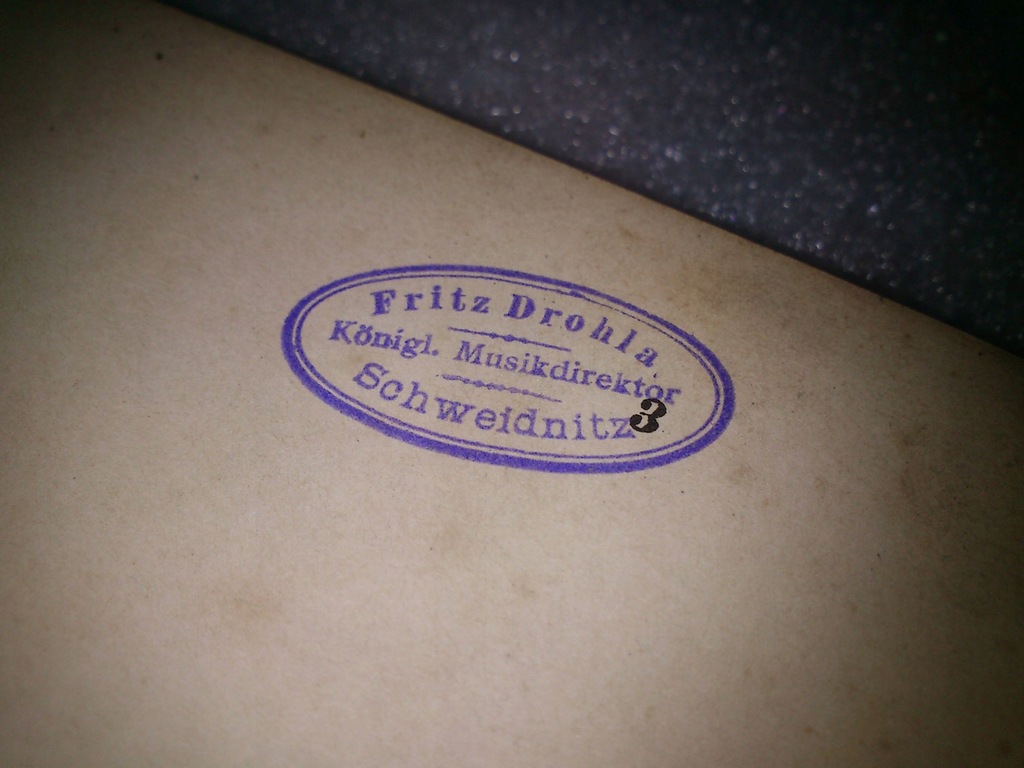 Fritz Drohla
Königl. Musikdirektor
Schweidnitz
3